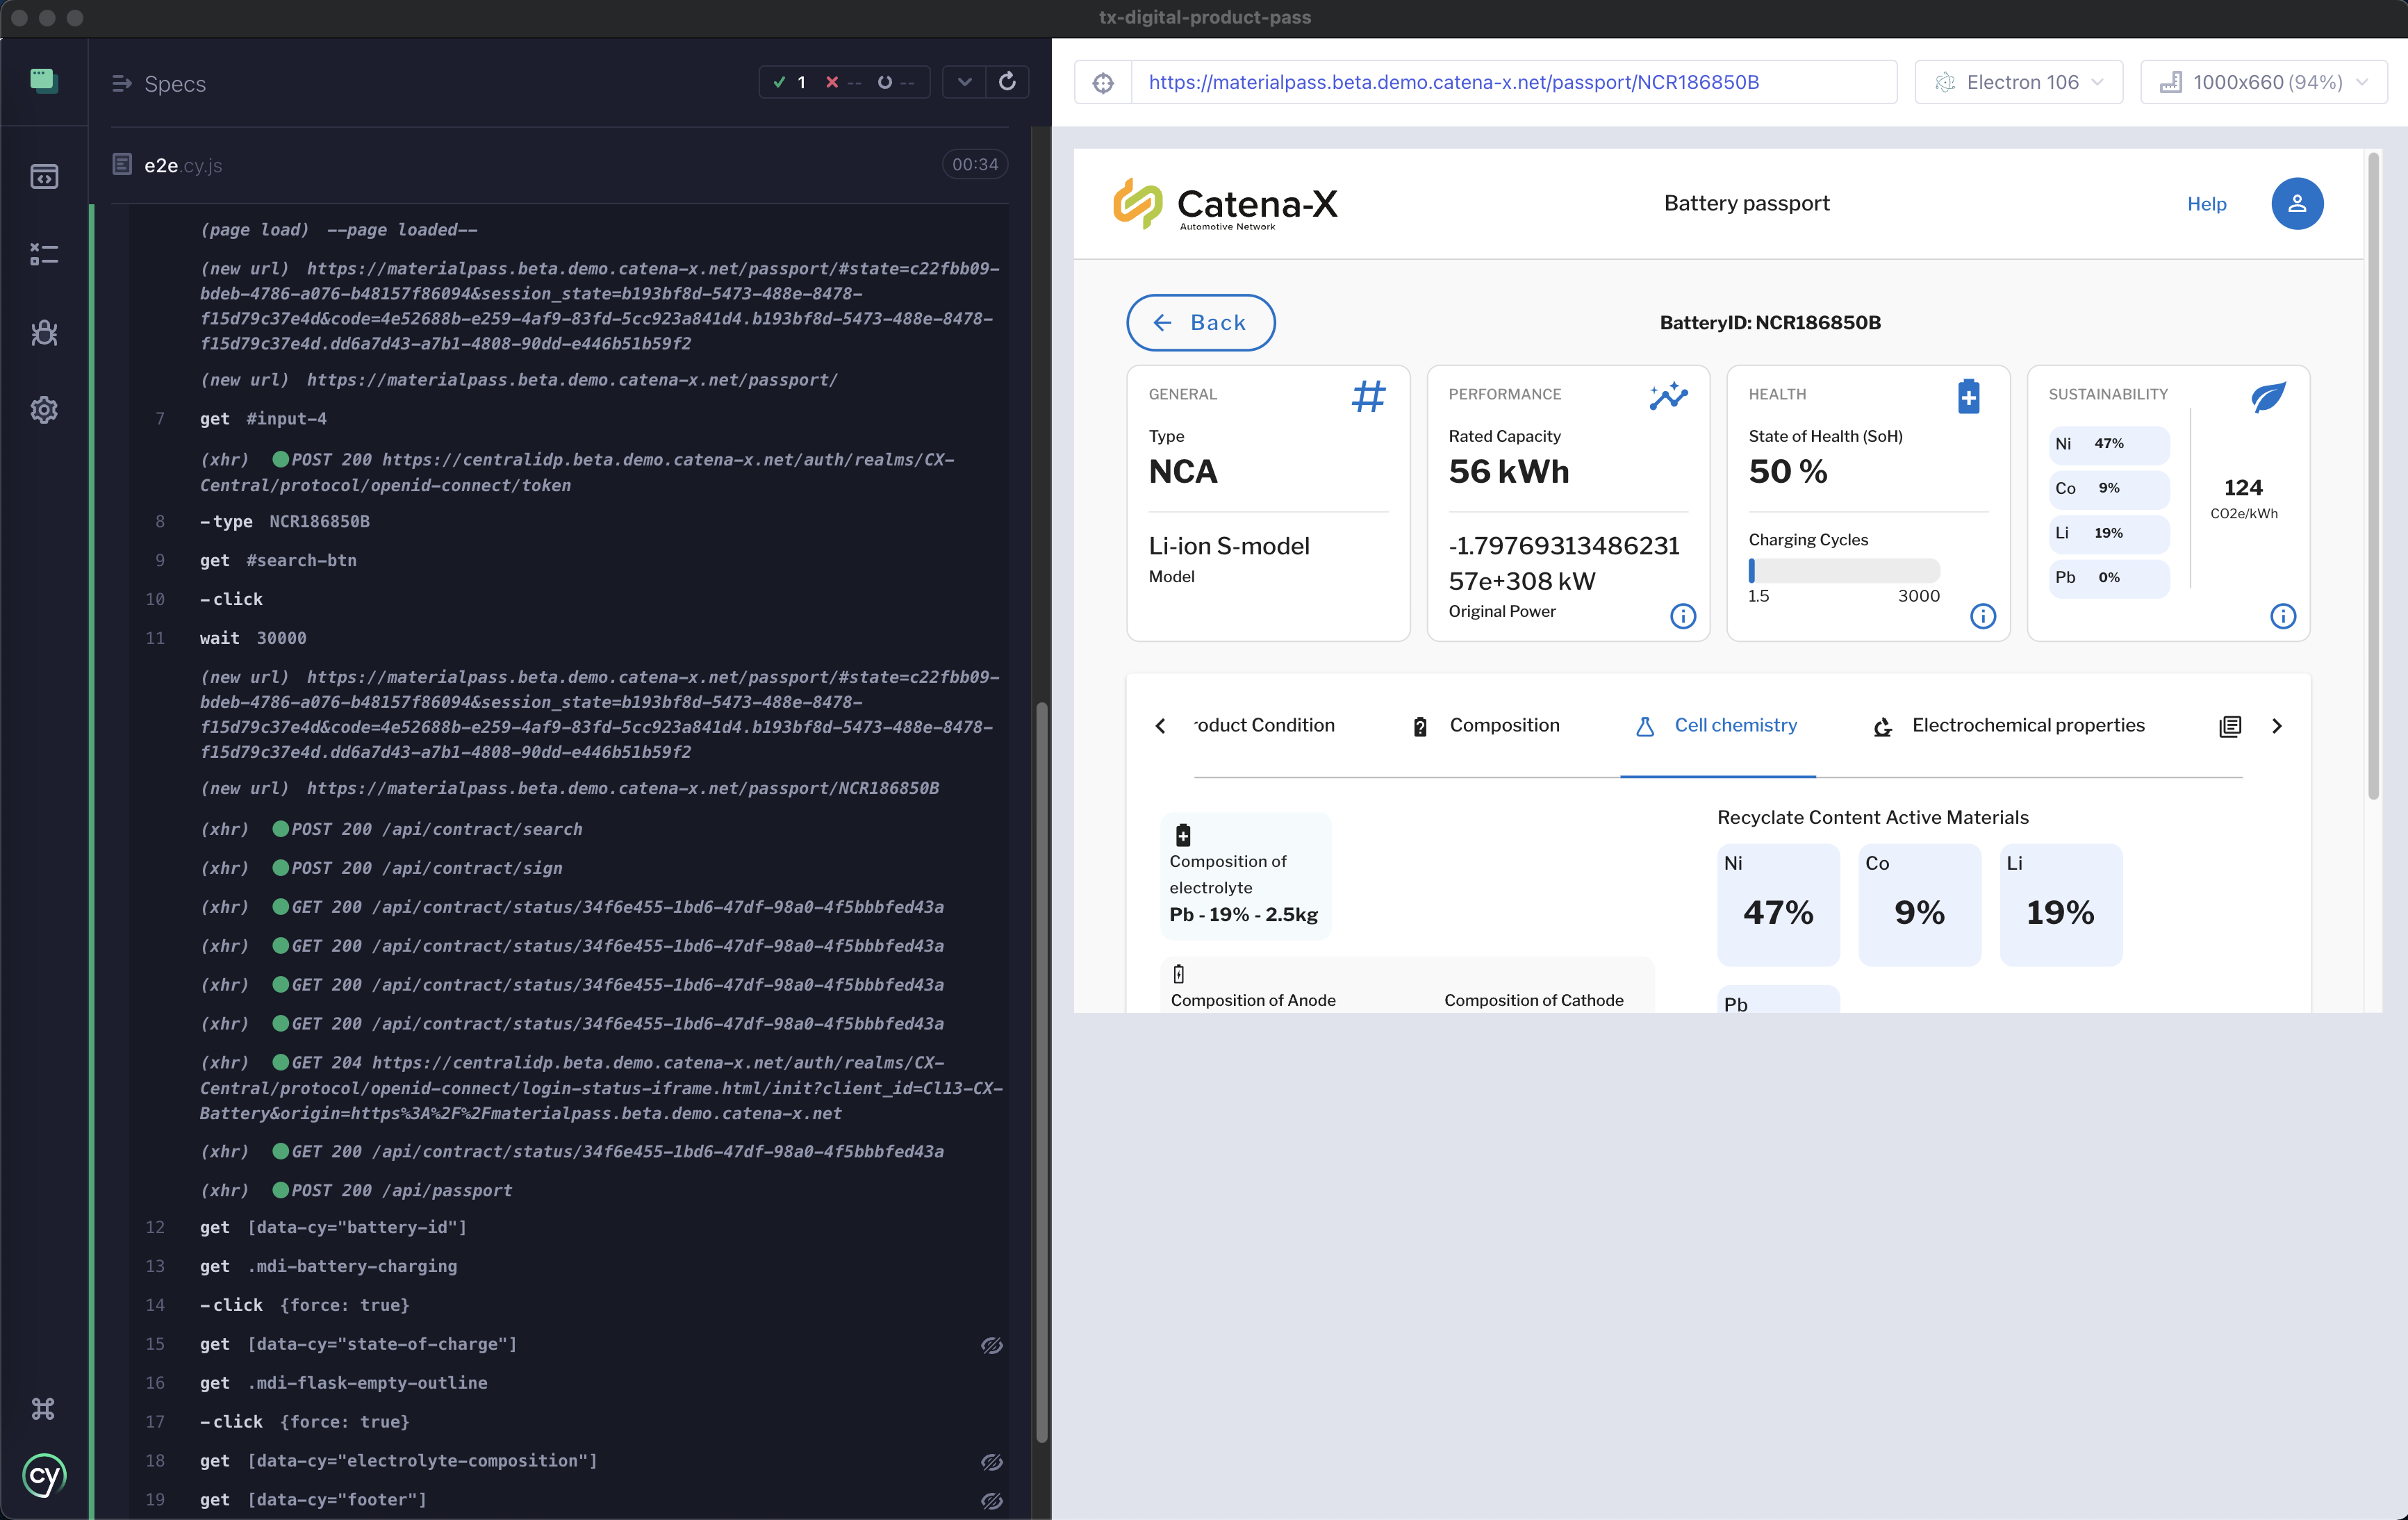 tx-digital-product-pass
Specs
1 -- --
e2e.cy.js
00:34
(page load) --page loaded--
(new url) https://materialpass.beta.demo.catena-x.net/passport/#state=c22fbb09-
bdeb-4786-a076-b48157f86094&session_state=b193bf8d-5473-488e-8478-
f15d79c37e4d&code=4e52688b-e259-4af9-83fd-5cc923a841d4.b193bf8d-5473-488e-8478-
f15d79c37e4d.dd6a7d43-a7b1-4808-90dd-e446b51b59f2
(new url) https://materialpass.beta.demo.catena-x.net/passport/
7 get #input-4
(xhr) POST 200 https://centralidp.beta.demo.catena-x.net/auth/realms/CX-
Central/protocol/openid-connect/token
8 -type NCR186850B
9 get #search-btn
10 -click
11 wait 30000
(new url) https://materialpass.beta.demo.catena-x.net/passport/#state=c22fbb09-
bdeb-4786-a076-b48157f86094&session_state=b193bf8d-5473-488e-8478-
f15d79c37e4d&code=4e52688b-e259-4af9-83fd-5cc923a841d4.b193bf8d-5473-488e-8478-
f15d79c37e4d.dd6a7d43-a7b1-4808-90dd-e446b51b59f2
(new url) https://materialpass.beta.demo.catena-x.net/passport/NCR186850B
(xhr) POST 200 /api/contract/search
(xhr) POST 200 /api/contract/sign
(xhr) GET 200 /api/contract/status/34f6e455-1bd6-47df-98a0-4f5bbbfed43a
(xhr) GET 200 /api/contract/status/34f6e455-1bd6-47df-98a0-4f5bbbfed43a
(xhr) GET 200 /api/contract/status/34f6e455-1bd6-47df-98a0-4f5bbbfed43a
(xhr) GET 200 /api/contract/status/34f6e455-1bd6-47df-98a0-4f5bbbfed43a
(xhr) GET 204 https://centralidp.beta.demo.catena-x.net/auth/realms/CX-
Central/protocol/openid-connect/login-status-iframe.html/init?client_id=Cl13-CX-
Battery&origin=https%3A%2F%2Fmaterialpass.beta.demo.catena-x.net
(xhr) GET 200 /api/contract/status/34f6e455-1bd6-47df-98a0-4f5bbbfed43a
(xhr) POST 200 /api/passport
12 get [data-cy="battery-id"]
13 get .mdi-battery-charging
14 -click {force: true}
15 get [data-cy="state-of-charge"]
16 get .mdi-flask-empty-outline
17 -click {force: true}
18 get [data-cy="electrolyte-composition"]
19 get [data-cy="footer"]
cy
https://materialpass.beta.demo.catena-x.net/passport/NCR186850B
Electron 106
1000x660 (94%)
Catena-X
Automotive Network
Battery passport
Help
Back
BatteryID: NCR186850B
GENERAL
Type
NCA
Li-ion S-model
Model
PERFORMANCE
Rated Capacity
56 kWh
-1.79769313486231
57e+308 kW
Original Power
HEALTH
State of Health (SoH)
50 %
Charging Cycles
1.5 3000
SUSTAINABILITY
Ni 47%
Co 9%
Li 19%
Pb 0%
124
CO2e/kWh
roduct Condition
Composition
Cell chemistry
Electrochemical properties
Composition of
electrolyte
Pb - 19% - 2.5kg
Composition of Anode
Composition of Cathode
Recyclate Content Active Materials
Ni
47%
Co
9%
Li
19%
Pb